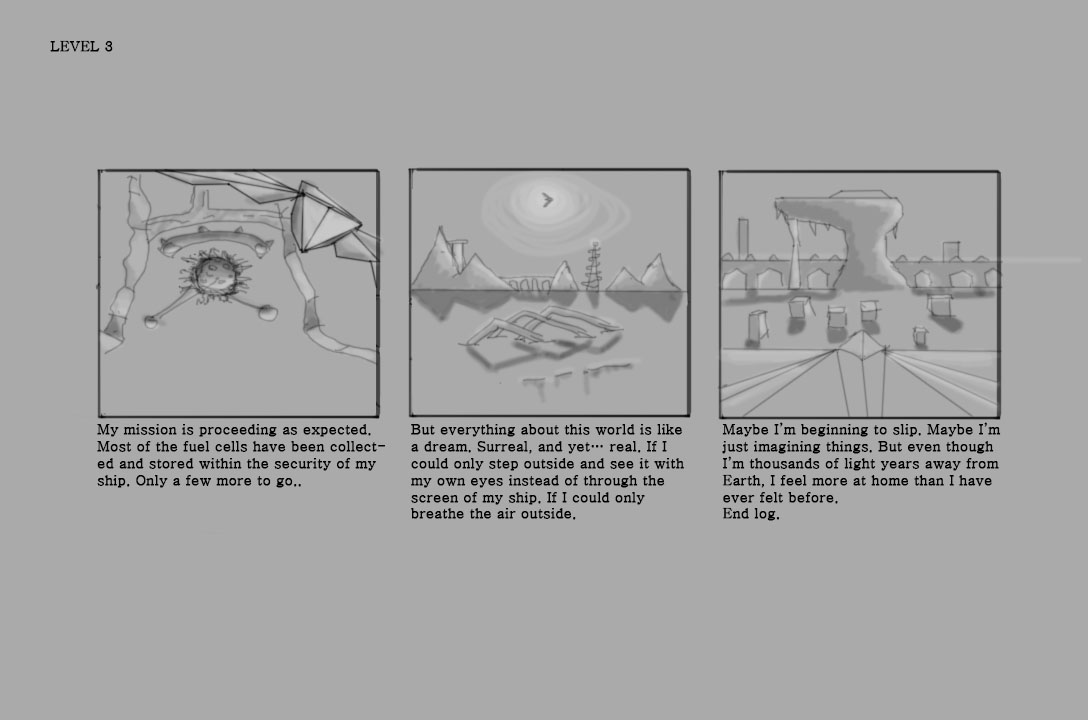 LEVEL 3
My mission is proceeding as expected.
Most of the fuel cells have been collect-
ed and stored within the security of my
ship. Only a few more to go..
But everything about this world is like
a dream. Surreal, and yet… real. If I
could only step outside and see it with
my own eyes instead of through the
screen of my ship. If I could only
breathe the air outside.
Maybe I'm beginning to slip. Maybe I'm
just imagining things. But even though
I'm thousands of light years away from
Earth, I feel more at home than I have
ever felt before.
End log.